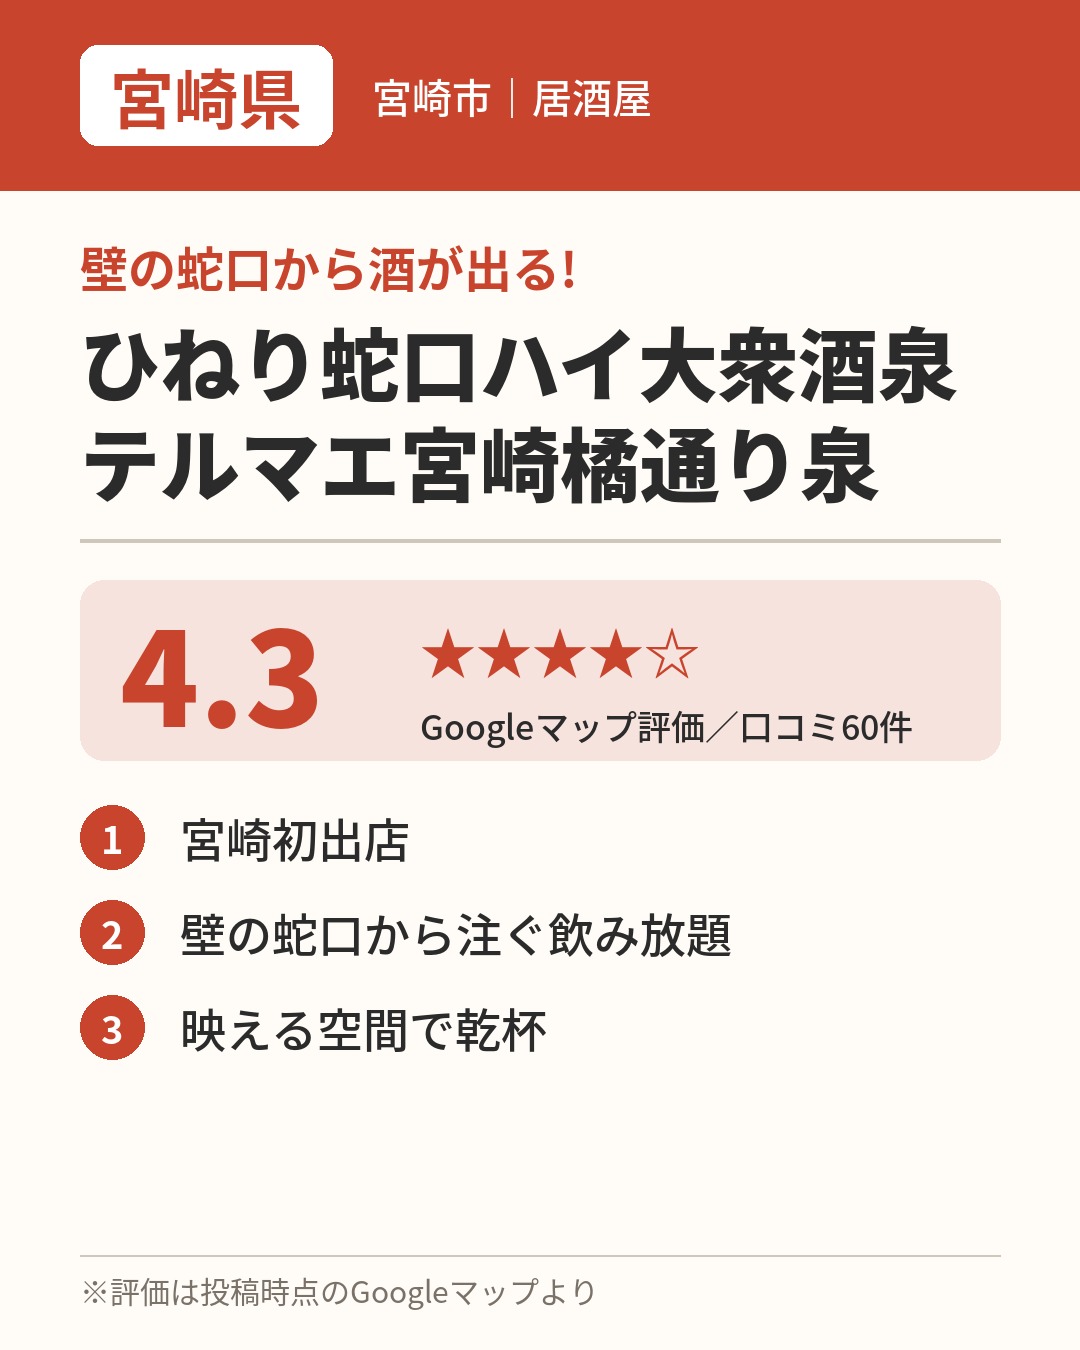 宮崎県
宮崎市｜居酒屋
壁の蛇口から酒が出る!
ひねり蛇口ハイ大衆酒泉
テルマエ宮崎橘通り泉
4.3
★★★★☆
Googleマップ評価／口コミ60件
1 宮崎初出店
2 壁の蛇口から注ぐ飲み放題
3 映える空間で乾杯
※評価は投稿時点のGoogleマップより